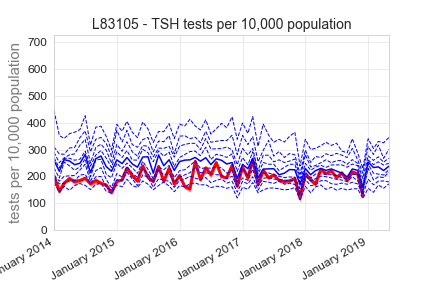 L83105 - TSH tests per 10,000 population
tests per 10,000 population
700
600
500
400
300
200
100
0
nuary 2014
January 2015
January 2016
January 2017
January 2018
January 2019